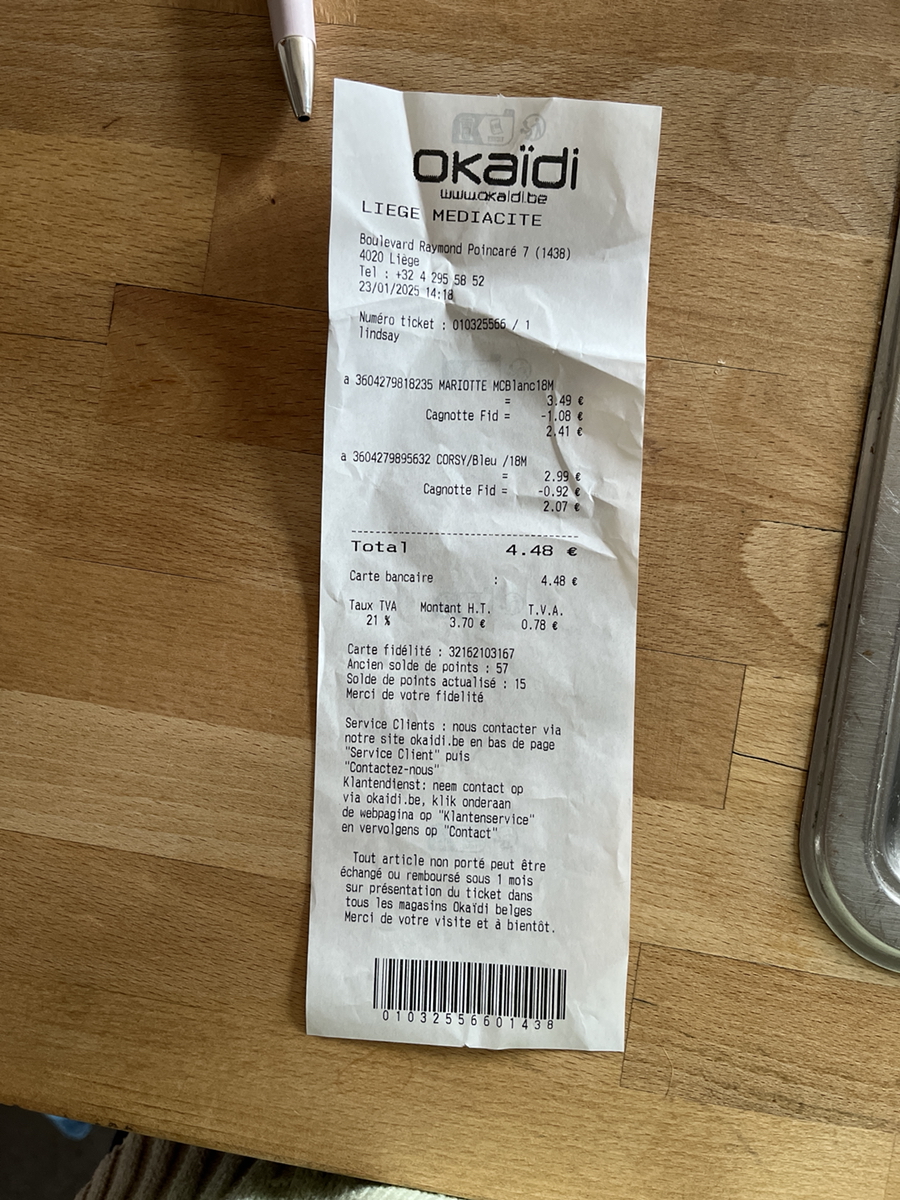 Okaïdi
www.okaidi.be
LIEGE MEDIACITE
Boulevard Raymond Poincaré 7 (1438)
4020 Liège
Tel : +32 4 295 58 52
23/01/2025 14:18
Numéro ticket : 010325566 / 1
lindsay
a 3604279818235 MARIOTTE MCBlanc18M
= 3.49 €
Cagnotte Fid = -1.08 €
2.41 €
a 3604279895632 CORSY/Bleu /18M
= 2.99 €
Cagnotte Fid = -0.92 €
2.07 €
Total 4.48 €
Carte bancaire : 4.48 €
Taux TVA Montant H.T. T.V.A.
21 % 3.70 € 0.78 €
Carte fidélité : 32162103167
Ancien solde de points : 57
Solde de points actualisé : 15
Merci de votre fidelité
Service Clients : nous contacter via
notre site okaidi.be en bas de page
"Service Client" puis
"Contactez-nous"
Klantendienst: neem contact op
via okaidi.be, klik onderaan
de webpagina op "Klantenservice"
en vervolgens op "Contact"
Tout article non porté peut être
échangé ou remboursé sous 1 mois
sur présentation du ticket dans
tous les magasins Okaïdi belges
Merci de votre visite et à bientôt.
01032556601438